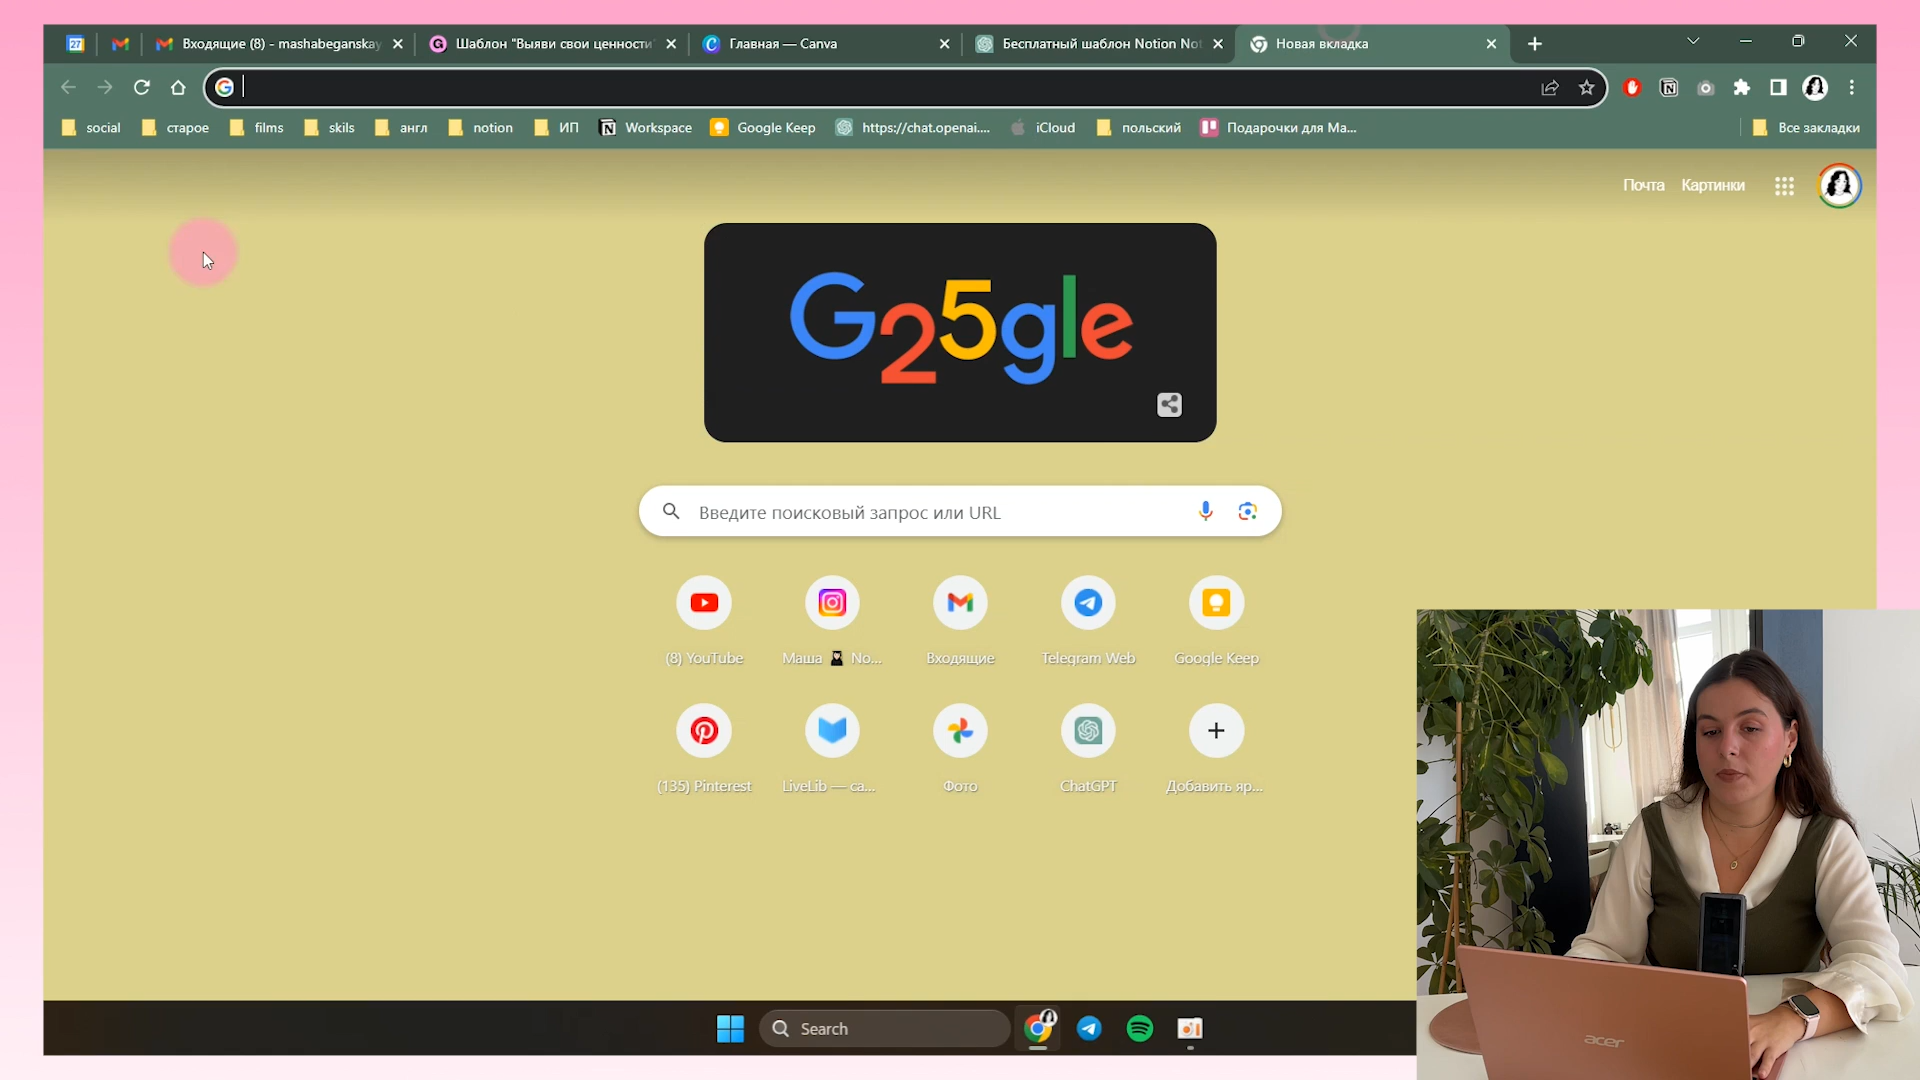 27
Входящие (8) - mashabeganskay
Шаблон "Выяви свои ценности"
Главная — Canva
Бесплатный шаблон Notion Not
Новая вкладка
social
старое
films
skils
англ
notion
ИП
Workspace
Google Keep
https://chat.openai....
iCloud
польский
Подарочки для Ма...
Все закладки
Почта
Картинки
G25gle
Введите поисковый запрос или URL
(8) YouTube
Маша No...
Входящие
Telegram Web
Google Keep
(135) Pinterest
LiveLib — са...
Фото
ChatGPT
Добавить яр...
Search
acer